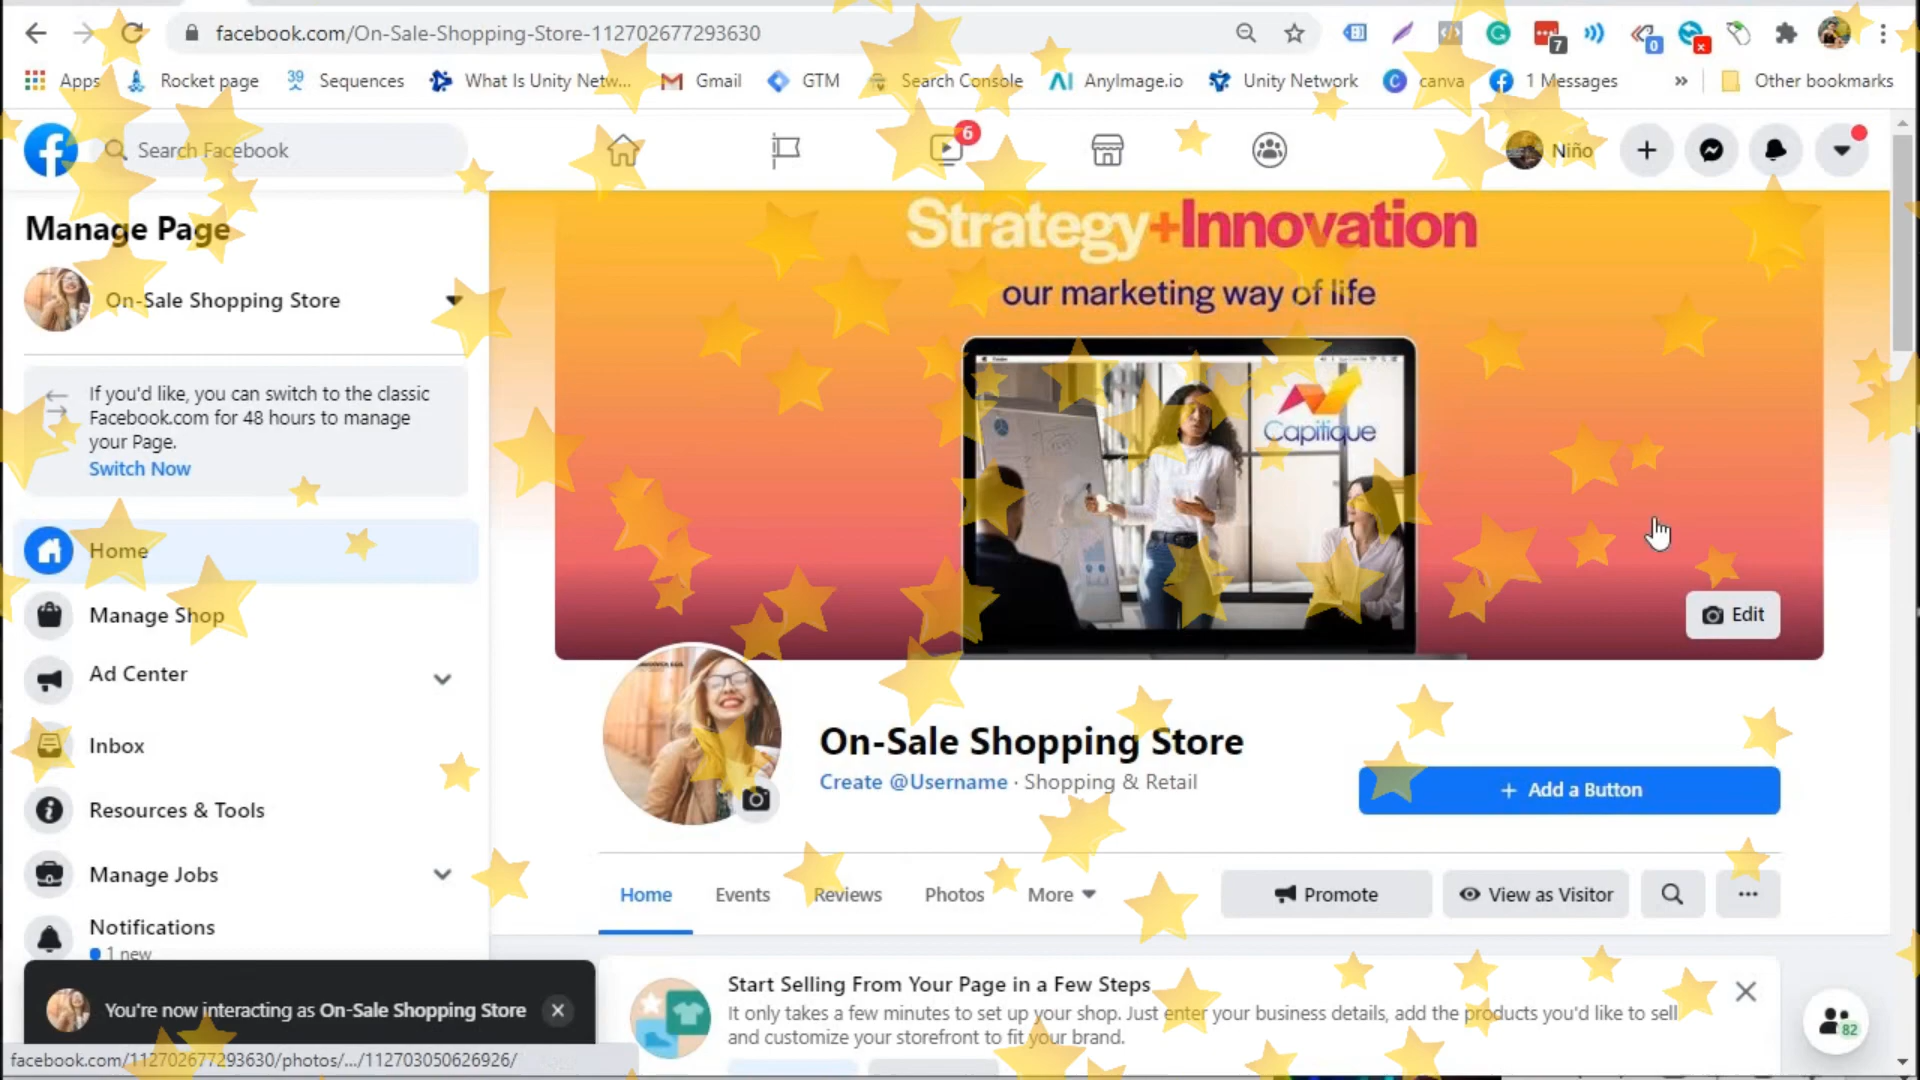 facebook.com/On-Sale-Shopping-Store-112702677293630
7
0
x
Apps
Rocket page
39 Sequences
What Is Unity Netw...
Gmail
GTM
Search Console
AnyImage.io
Unity Network
canva
1 Messages
»
Other bookmarks
Search Facebook
6
Niño
Manage Page
On-Sale Shopping Store
If you'd like, you can switch to the classic
Facebook.com for 48 hours to manage
your Page.
Switch Now
Home
Manage Shop
Ad Center
Inbox
Resources & Tools
Manage Jobs
Notifications
1 new
You're now interacting as On-Sale Shopping Store
facebook.com/112702677293630/photos/.../112703050626926/
Strategy+Innovation
our marketing way of life
Capitique
Edit
On-Sale Shopping Store
Create @Username · Shopping & Retail
+ Add a Button
Home
Events
Reviews
Photos
More
Promote
View as Visitor
Start Selling From Your Page in a Few Steps
It only takes a few minutes to set up your shop. Just enter your business details, add the products you'd like to sell
and customize your storefront to fit your brand.
82